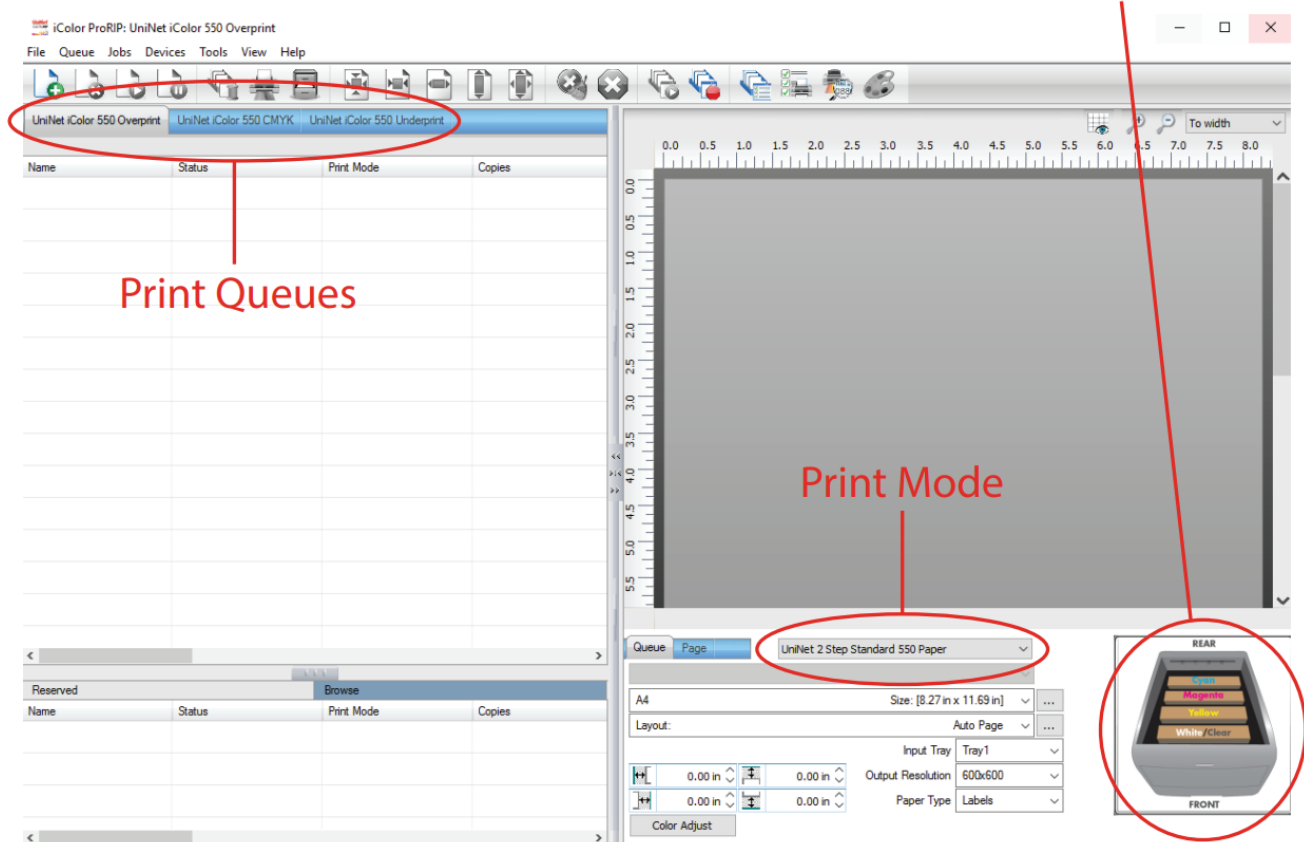 iColor ProRIP: UniNet iColor 550 Overprint
File Queue Jobs Devices Tools View Help
UniNet iColor 550 Overprint UniNet iColor 550 CMYK UniNet iColor 550 Underprint
To width
Name Status Print Mode Copies
0.0 0.5 1.0 1.5 2.0 2.5 3.0 3.5 4.0 4.5 5.0 5.5 6.0 6.5 7.0 7.5 8.0
0.0
0.5
1.0
1.5
2.0
2.5
3.0
3.5
4.0
4.5
5.0
5.5
Print Queues
Print Mode
Queue Page UniNet 2 Step Standard 550 Paper
A4 Size: [8.27 in x 11.69 in] ...
Layout: Auto Page ...
Input Tray Tray1
0.00 in 0.00 in Output Resolution 600x600
0.00 in 0.00 in Paper Type Labels
Color Adjust
Reserved Browse
Name Status Print Mode Copies
REAR
Cyan
Magenta
Yellow
White/Clear
FRONT